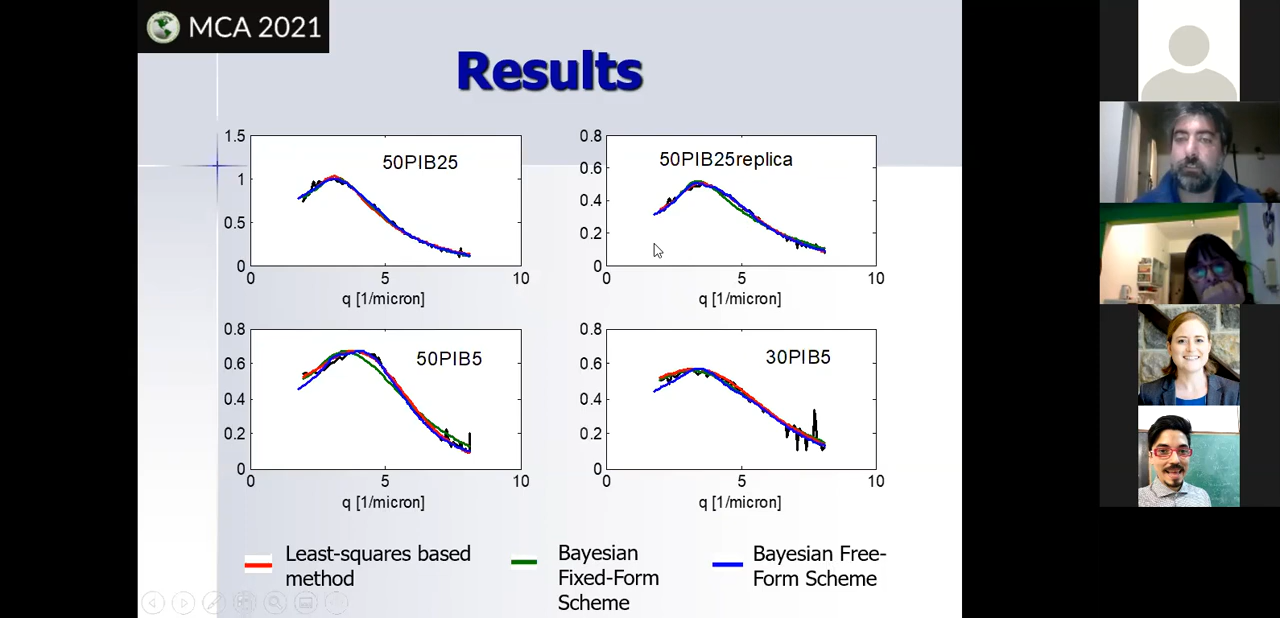 MCA 2021
Results
1.5
1
0.5
0
0
5
10
q [1/micron]
50PIB25
0.8
0.6
0.4
0.2
0
0
5
10
q [1/micron]
50PIB25replica
0.8
0.6
0.4
0.2
0
0
5
10
q [1/micron]
50PIB5
0.8
0.6
0.4
0.2
0
0
5
10
q [1/micron]
30PIB5
Least-squares based
method
Bayesian
Fixed-Form
Scheme
Bayesian Free-
Form Scheme